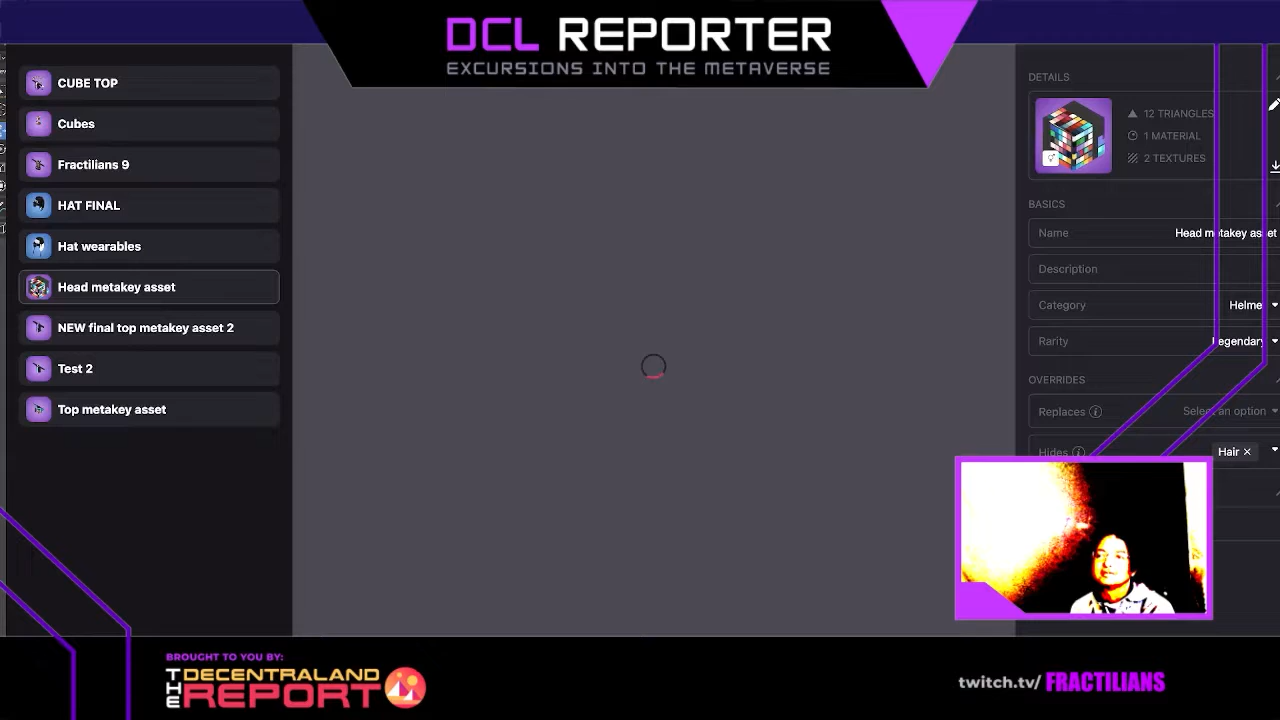 DCL REPORTER
EXCURSIONS INTO THE METAVERSE
CUBE TOP
Cubes
Fractilians 9
HAT FINAL
Hat wearables
Head metakey asset
NEW final top metakey asset 2
Test 2
Top metakey asset
DETAILS
12 TRIANGLES
1 MATERIAL
2 TEXTURES
BASICS
Name Head metakey asset
Description
Category Helme
Rarity Legendary
OVERRIDES
Replaces Select an option
Hides Hair ×
BROUGHT TO YOU BY:
THE DECENTRALAND
REPORT
twitch.tv/ FRACTILIANS